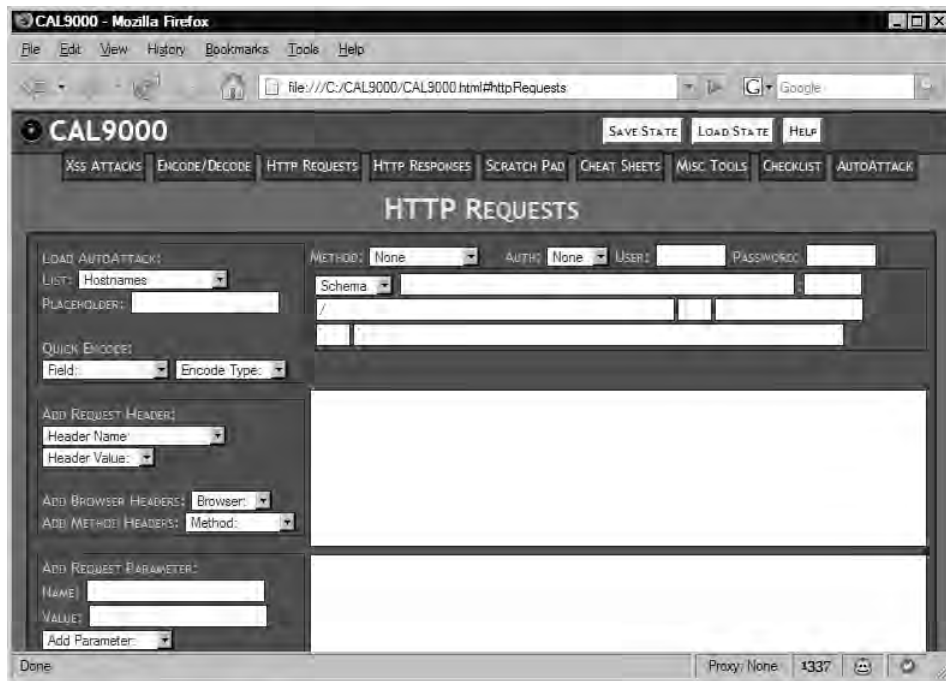 CAL9000 - Mozilla Firefox
File Edit View History Bookmarks Tools Help
file:///C:/CAL9000/CAL9000.html#httpRequests
G Google
CAL9000
SAVE STATE LOAD STATE HELP
XSS ATTACKS ENCODE/DECODE HTTP REQUESTS HTTP RESPONSES SCRATCH PAD CHEAT SHEETS MISC TOOLS CHECKLIST AUTOATTACK
HTTP REQUESTS
LOAD AUTOATTACK:
LIST: Hostnames
PLACEHOLDER:
QUICK ENCODE:
Field: Encode Type:
METHOD: None AUTH: None USER: PASSWORD:
Schema :
/
ADD REQUEST HEADER:
Header Name
Header Value:
ADD BROWSER HEADERS: Browser:
ADD METHOD HEADERS: Method:
ADD REQUEST PARAMETER:
NAME:
VALUE:
Add Parameter:
Done Proxy: None 1337